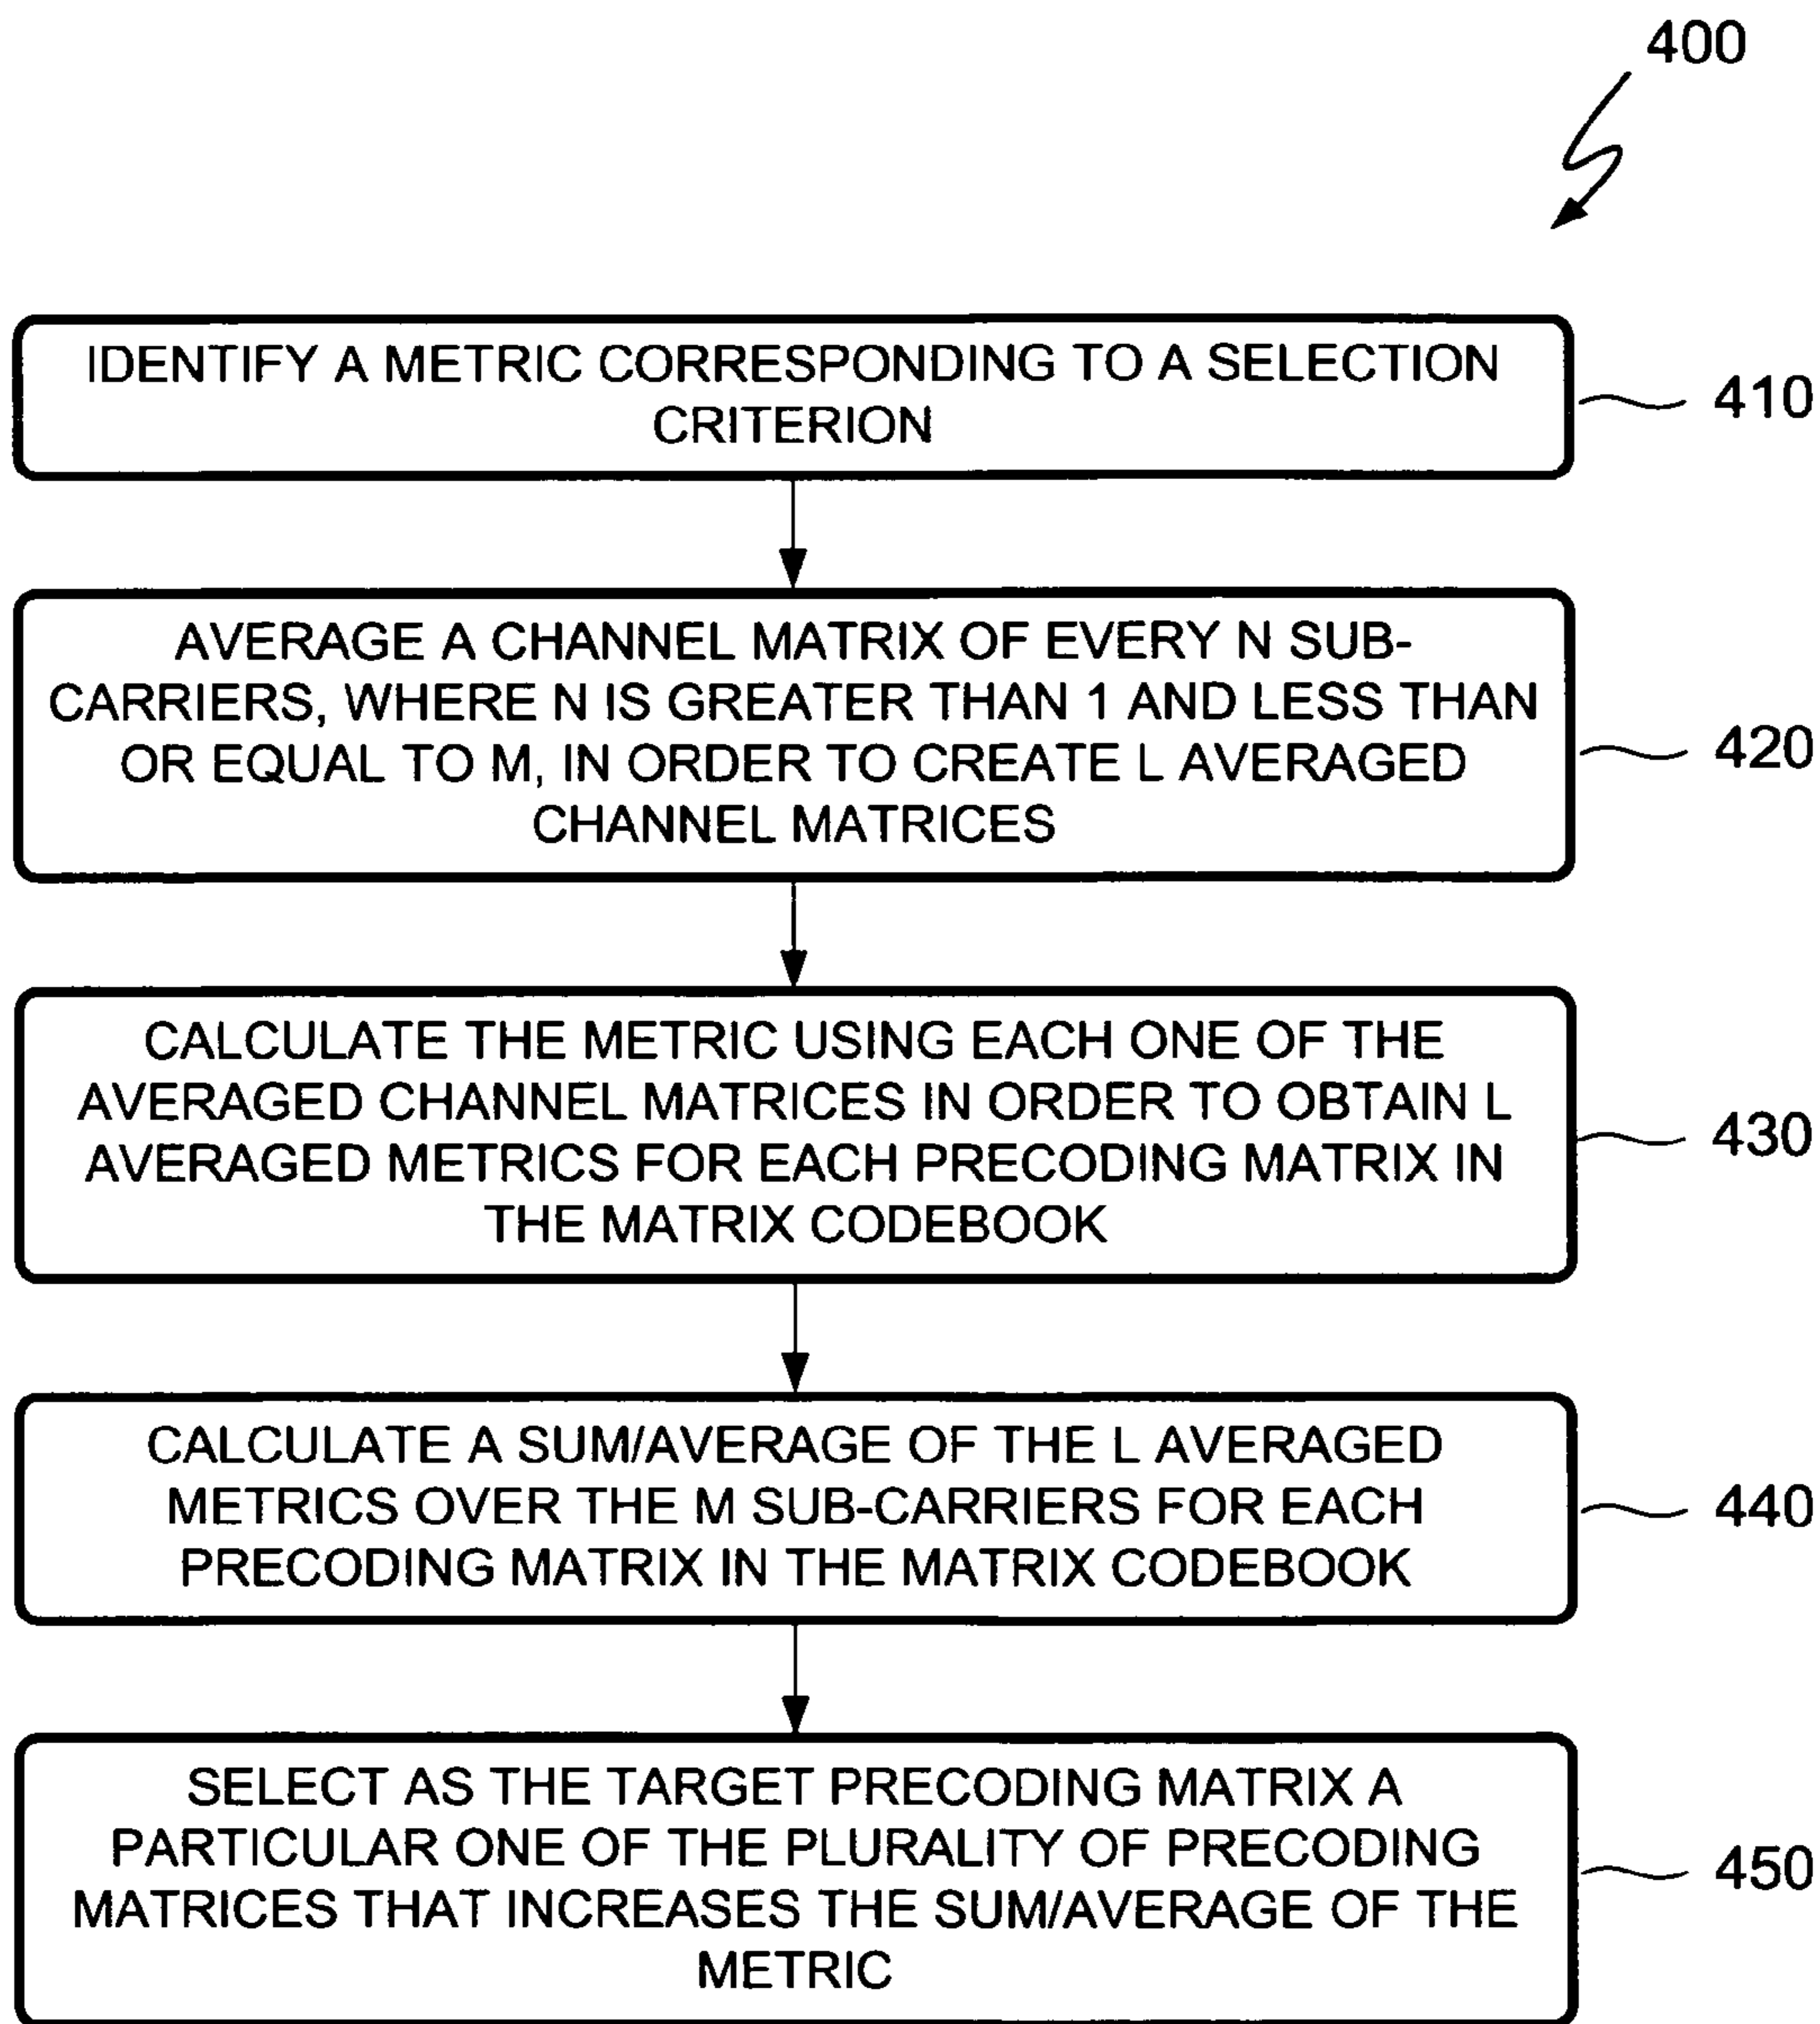 400
IDENTIFY A METRIC CORRESPONDING TO A SELECTION
CRITERION
410
AVERAGE A CHANNEL MATRIX OF EVERY N SUB-
CARRIERS, WHERE N IS GREATER THAN 1 AND LESS THAN
OR EQUAL TO M, IN ORDER TO CREATE L AVERAGED
CHANNEL MATRICES
420
CALCULATE THE METRIC USING EACH ONE OF THE
AVERAGED CHANNEL MATRICES IN ORDER TO OBTAIN L
AVERAGED METRICS FOR EACH PRECODING MATRIX IN
THE MATRIX CODEBOOK
430
CALCULATE A SUM/AVERAGE OF THE L AVERAGED
METRICS OVER THE M SUB-CARRIERS FOR EACH
PRECODING MATRIX IN THE MATRIX CODEBOOK
440
SELECT AS THE TARGET PRECODING MATRIX A
PARTICULAR ONE OF THE PLURALITY OF PRECODING
MATRICES THAT INCREASES THE SUM/AVERAGE OF THE
METRIC
450